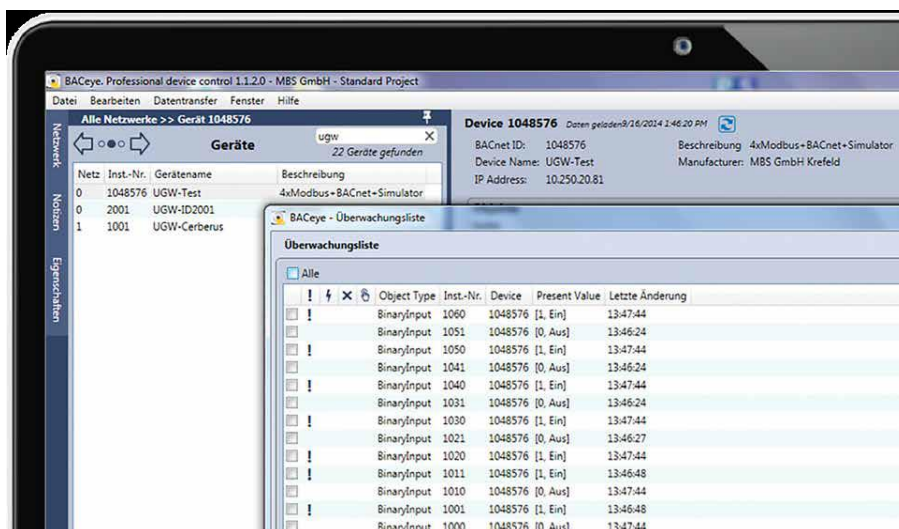 BACeye. Professional device control 1.1.2.0 - MBS GmbH - Standard Project
Datei Bearbeiten Datentransfer Fenster Hilfe
Netzwerk
Notizen
Eigenschaften
Alle Netzwerke >> Gerät 1048576
Geräte
ugw
22 Geräte gefunden
Netz Inst.-Nr. Gerätename Beschreibung
0 1048576 UGW-Test 4xModbus+BACnet+Simulator
0 2001 UGW-ID2001
1 1001 UGW-Cerberus
Device 1048576 Daten geladen9/16/2014 1:46:20 PM
BACnet ID: 1048576 Beschreibung 4xModbus+BACnet+Simulator
Device Name: UGW-Test Manufacturer: MBS GmbH Krefeld
IP Address: 10.250.20.81
BACeye - Überwachungsliste
Überwachungsliste
Alle
! Object Type Inst.-Nr. Device Present Value Letzte Änderung
! BinaryInput 1060 1048576 [1, Ein] 13:47:44
BinaryInput 1051 1048576 [0, Aus] 13:46:24
! BinaryInput 1050 1048576 [1, Ein] 13:47:44
BinaryInput 1041 1048576 [0, Aus] 13:46:24
! BinaryInput 1040 1048576 [1, Ein] 13:47:44
BinaryInput 1031 1048576 [0, Aus] 13:46:24
! BinaryInput 1030 1048576 [1, Ein] 13:47:44
BinaryInput 1021 1048576 [0, Aus] 13:46:27
! BinaryInput 1020 1048576 [1, Ein] 13:47:44
! BinaryInput 1011 1048576 [1, Ein] 13:46:48
BinaryInput 1010 1048576 [0, Aus] 13:47:44
! BinaryInput 1001 1048576 [1, Ein] 13:46:48
BinaryInput 1000 1048576 [0, Aus] 13:47:44